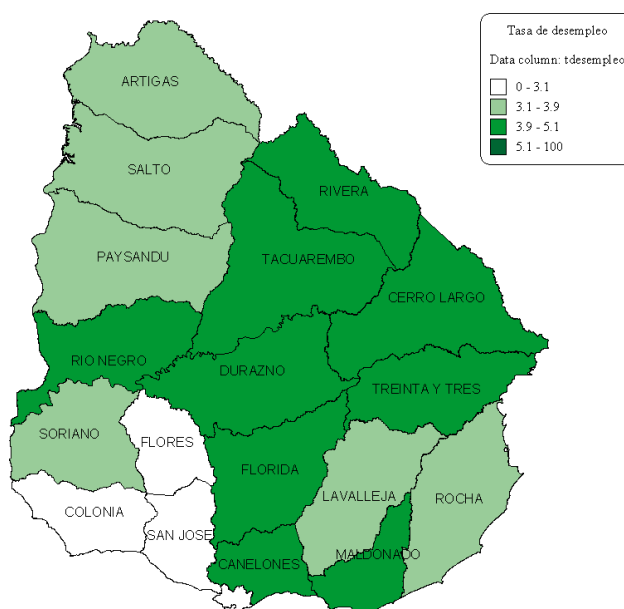 Tasa de desempleo
Data column: tdesempleo
0 - 3.1
3.1 - 3.9
3.9 - 5.1
5.1 - 100
ARTIGAS
SALTO
RIVERA
PAYSANDU
TACUAREMBO
CERRO LARGO
RIO NEGRO
DURAZNO
TREINTA Y TRES
SORIANO
FLORES
FLORIDA
LAVALLEJA
ROCHA
COLONIA
SAN JOSE
MALDONADO
CANELONES